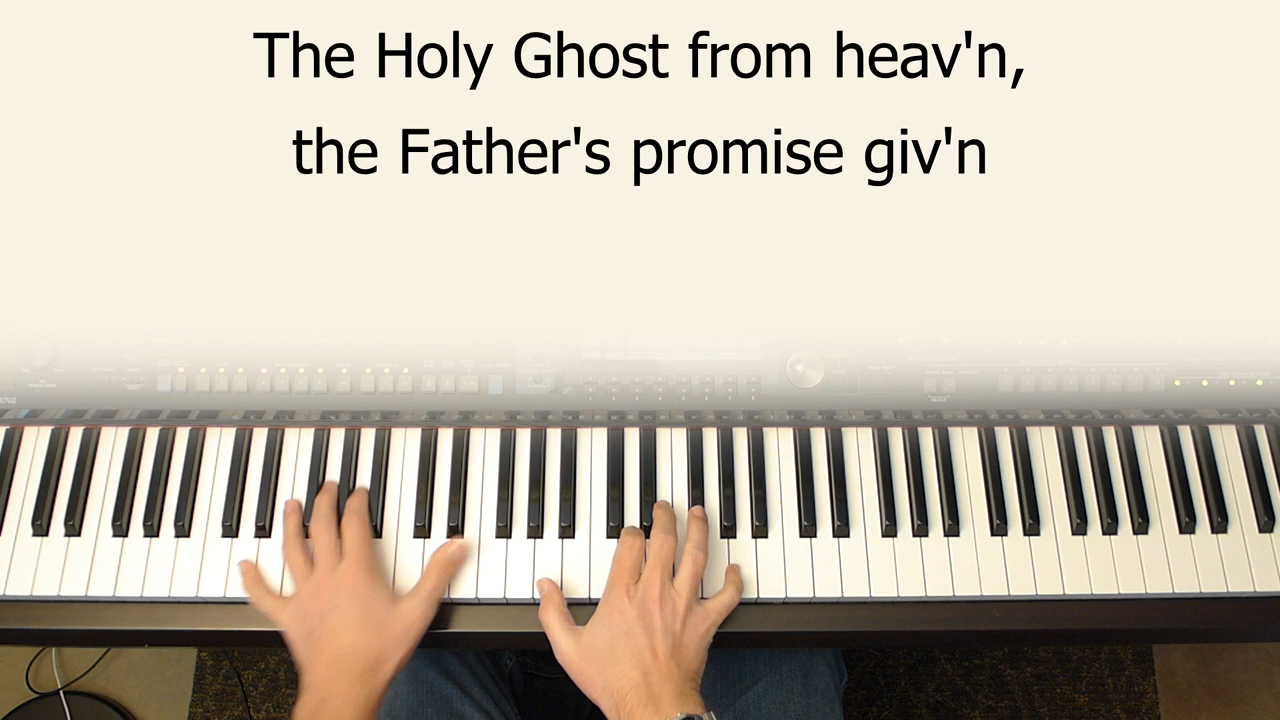 The Holy Ghost from heav'n,
the Father's promise giv'n